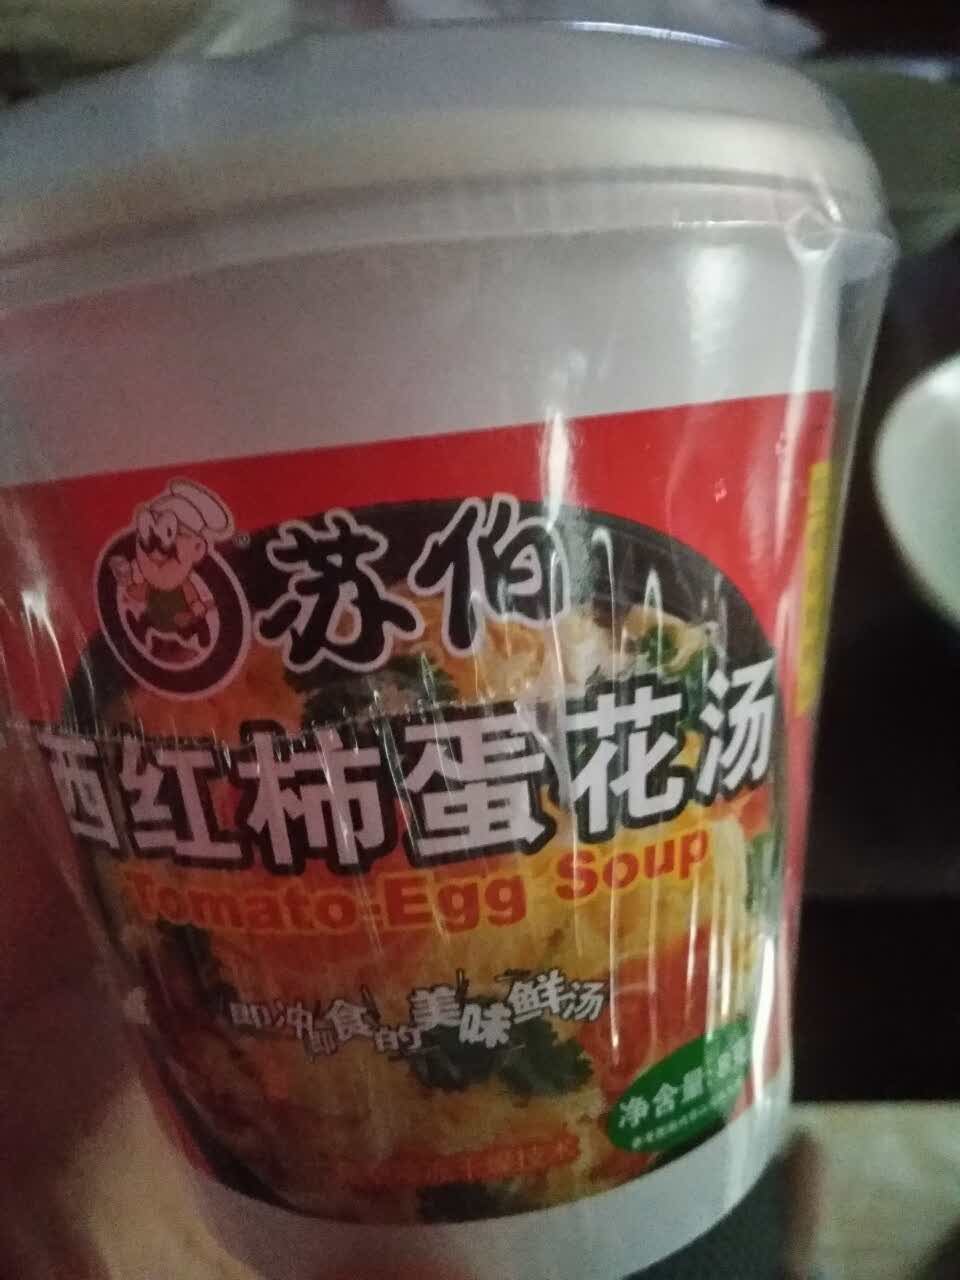 苏伯
西红柿蛋花汤
Tomato-Egg Soup
即冲即食的美味鲜汤
净含量: